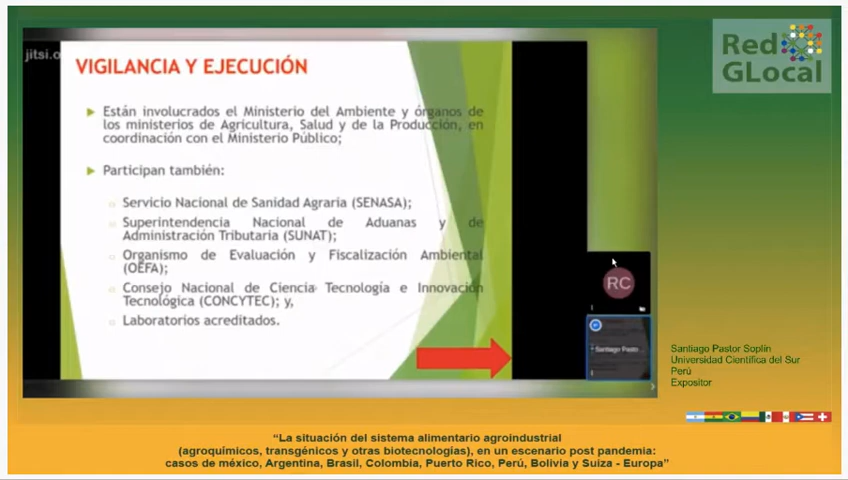 jitsi.o
Red
GLocal
VIGILANCIA Y EJECUCIÓN
Están involucrados el Ministerio del Ambiente y órganos de
los ministerios de Agricultura, Salud y de la Producción, en
coordinación con el Ministerio Público;
Participan también:
Servicio Nacional de Sanidad Agraria (SENASA);
Superintendencia Nacional de Aduanas y de
Administración Tributaria (SUNAT);
Organismo de Evaluación y Fiscalización Ambiental
(OEFA);
Consejo Nacional de Ciencia Tecnología e Innovación
Tecnológica (CONCYTEC); y,
Laboratorios acreditados.
RC
Santiago Pasto
Santiago Pastor Soplín
Universidad Científica del Sur
Perú
Expositor
“La situación del sistema alimentario agroindustrial
(agroquímicos, transgénicos y otras biotecnologías), en un escenario post pandemia:
casos de méxico, Argentina, Brasil, Colombia, Puerto Rico, Perú, Bolivia y Suiza - Europa”